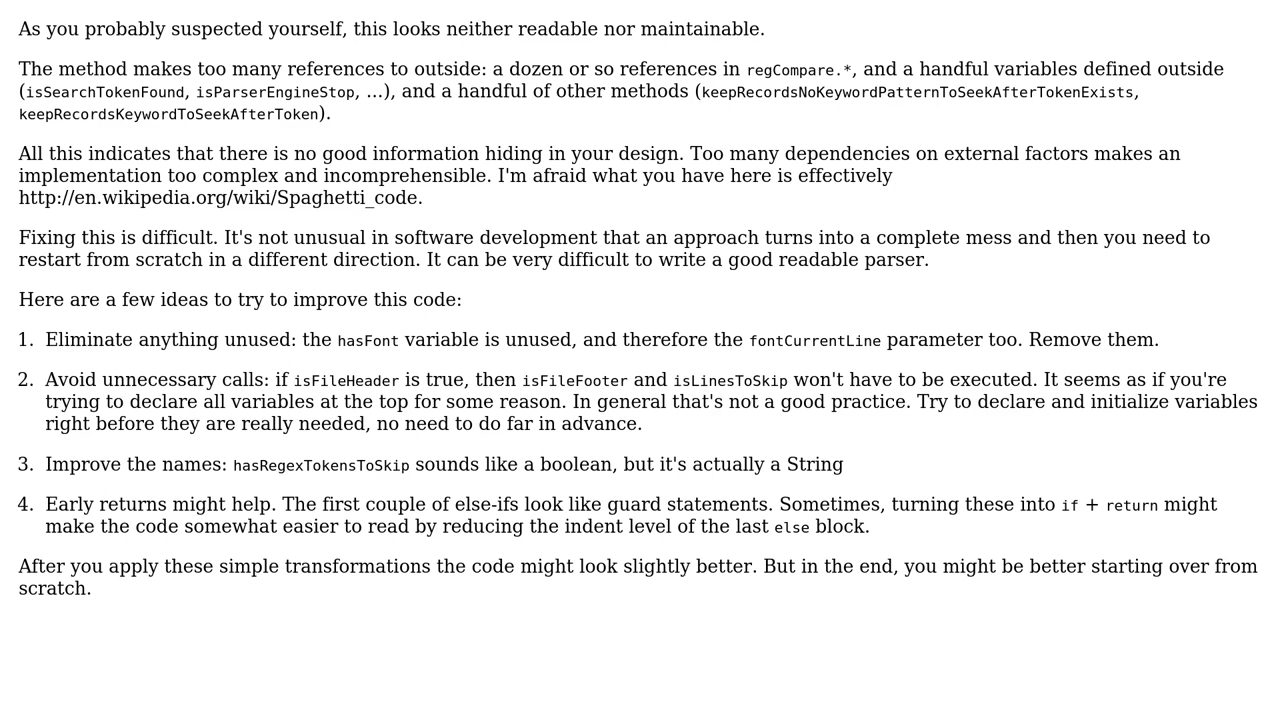 As you probably suspected yourself, this looks neither readable nor maintainable.
The method makes too many references to outside: a dozen or so references in regCompare.*, and a handful variables defined outside
(isSearchTokenFound, isParserEngineStop, ...), and a handful of other methods (keepRecordsNoKeywordPatternToSeekAfterTokenExists,
keepRecordsKeywordToSeekAfterToken).
All this indicates that there is no good information hiding in your design. Too many dependencies on external factors makes an
implementation too complex and incomprehensible. I'm afraid what you have here is effectively
http://en.wikipedia.org/wiki/Spaghetti_code.
Fixing this is difficult. It's not unusual in software development that an approach turns into a complete mess and then you need to
restart from scratch in a different direction. It can be very difficult to write a good readable parser.
Here are a few ideas to try to improve this code:
1. Eliminate anything unused: the hasFont variable is unused, and therefore the fontCurrentLine parameter too. Remove them.
2. Avoid unnecessary calls: if isFileHeader is true, then isFileFooter and isLinesToSkip won't have to be executed. It seems as if you're
trying to declare all variables at the top for some reason. In general that's not a good practice. Try to declare and initialize variables
right before they are really needed, no need to do far in advance.
3. Improve the names: hasRegexTokensToSkip sounds like a boolean, but it's actually a String
4. Early returns might help. The first couple of else-ifs look like guard statements. Sometimes, turning these into if + return might
make the code somewhat easier to read by reducing the indent level of the last else block.
After you apply these simple transformations the code might look slightly better. But in the end, you might be better starting over from
scratch.